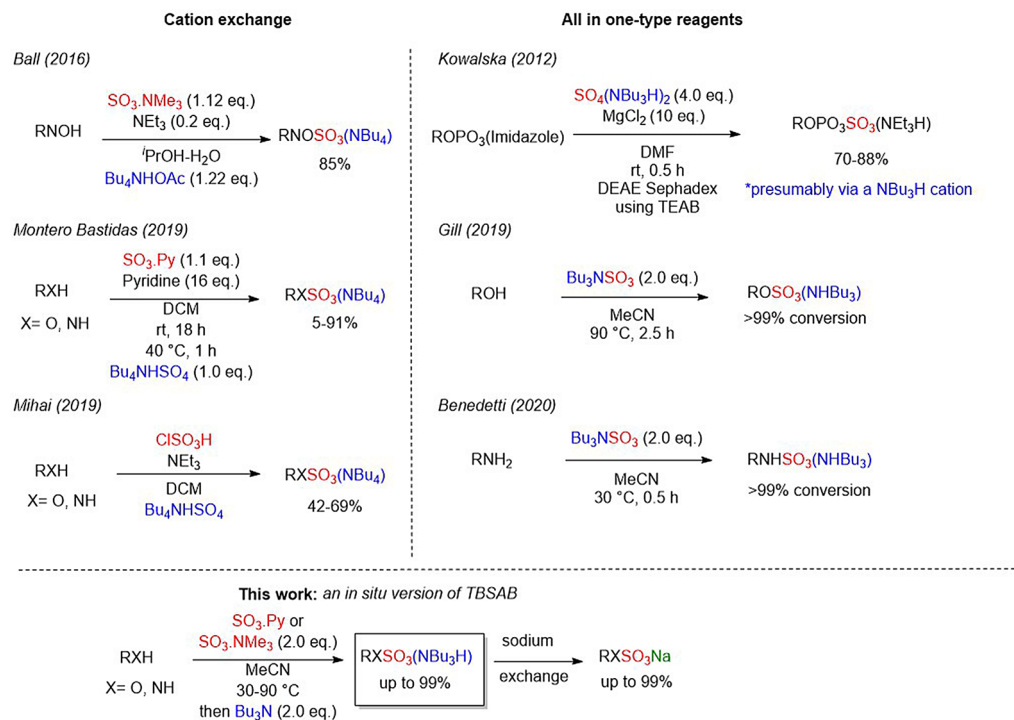 Cation exchange
Ball (2016)
RNOH
SO3.NMe3 (1.12 eq.)
NEt3 (0.2 eq.)
iPrOH-H2O
Bu4NHOAc (1.22 eq.)
RNOSO3(NBu4)
85%
Montero Bastidas (2019)
RXH
X= O, NH
SO3.Py (1.1 eq.)
Pyridine (16 eq.)
DCM
rt, 18 h
40 °C, 1 h
Bu4NHSO4 (1.0 eq.)
RXSO3(NBu4)
5-91%
Mihai (2019)
RXH
X= O, NH
ClSO3H
NEt3
DCM
Bu4NHSO4
RXSO3(NBu4)
42-69%
All in one-type reagents
Kowalska (2012)
ROPO3(Imidazole)
SO4(NBu3H)2 (4.0 eq.)
MgCl2 (10 eq.)
DMF
rt, 0.5 h
DEAE Sephadex
using TEAB
ROPO3SO3(NEt3H)
70-88%
*presumably via a NBu3H cation
Gill (2019)
ROH
Bu3NSO3 (2.0 eq.)
MeCN
90 °C, 2.5 h
ROSO3(NHBu3)
>99% conversion
Benedetti (2020)
RNH2
Bu3NSO3 (2.0 eq.)
MeCN
30 °C, 0.5 h
RNHSO3(NHBu3)
>99% conversion
This work: an in situ version of TBSAB
RXH
X= O, NH
SO3.Py or
SO3.NMe3 (2.0 eq.)
MeCN
30-90 °C
then Bu3N (2.0 eq.)
RXSO3(NBu3H)
up to 99%
sodium
exchange
RXSO3Na
up to 99%